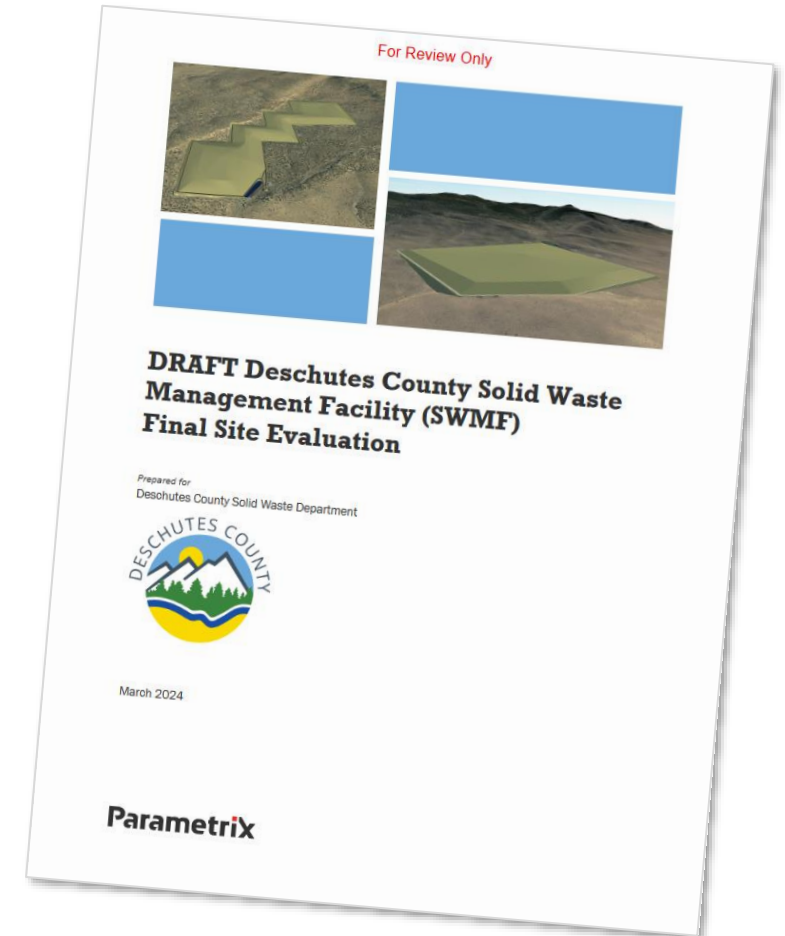 For Review Only
DRAFT Deschutes County Solid Waste
Management Facility (SWMF)
Final Site Evaluation
Prepared for
Deschutes County Solid Waste Department
DESCHUTES COUNTY
March 2024
Parametrix